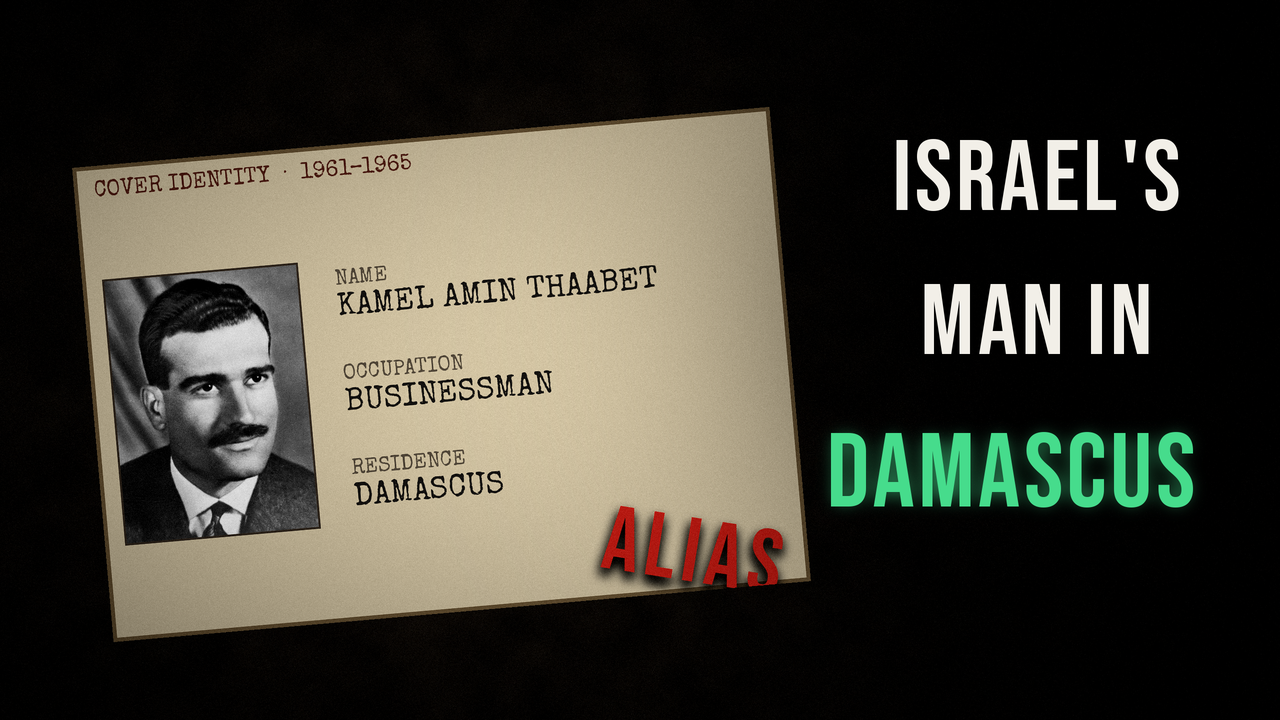 COVER IDENTITY · 1961–1965
NAME
KAMEL AMIN THAABET
OCCUPATION
BUSINESSMAN
RESIDENCE
DAMASCUS
ALIAS
ISRAEL'S
MAN IN
DAMASCUS